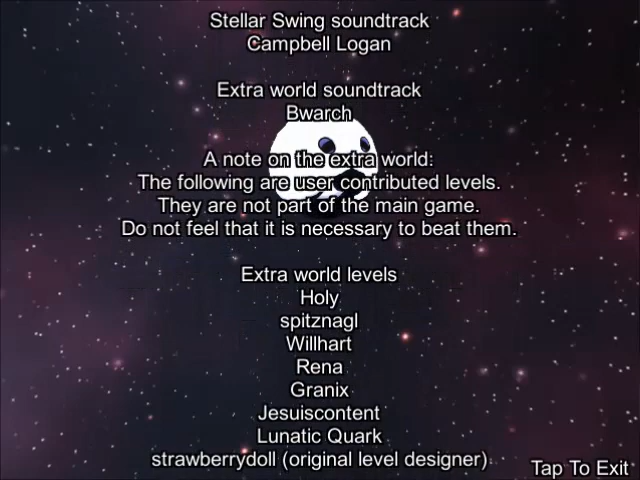 Stellar Swing soundtrack
Campbell Logan
Extra world soundtrack
Bwarch
A note on the extra world:
The following are user contributed levels.
They are not part of the main game.
Do not feel that it is necessary to beat them.
Extra world levels
Holy
spitznagl
Willhart
Rena
Granix
Jesuiscontent
Lunatic Quark
strawberrydoll (original level designer)
Tap To Exit